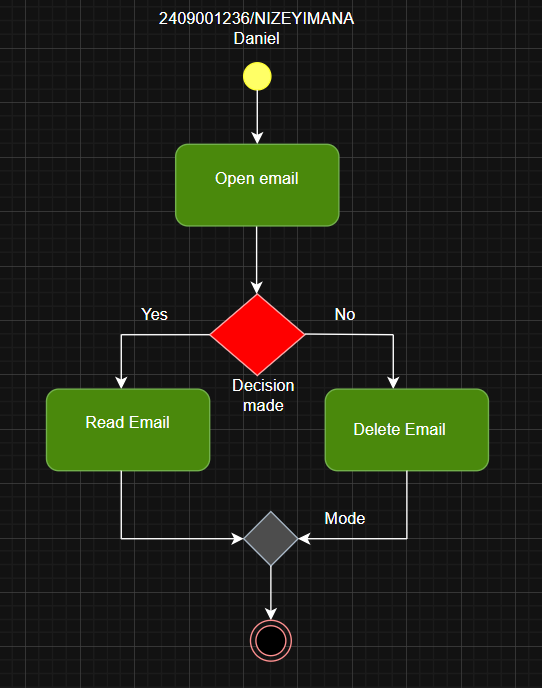 2409001236/NIZEYIMANA
Daniel
Open email
Yes
No
Decision
made
Read Email
Delete Email
Mode